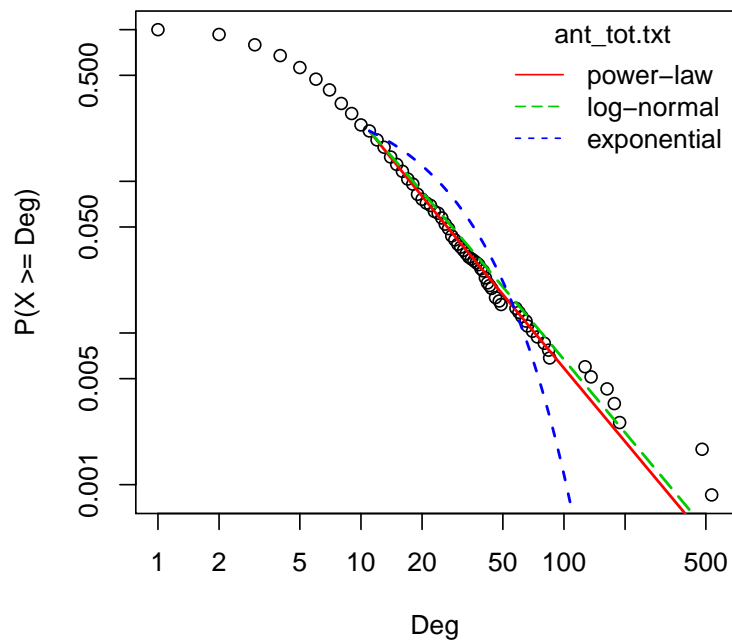 ant_tot.txt
power−law
log−normal
exponential
P(X >= Deg)
0.500
0.050
0.005
0.001
1 2 5 10 20 50 100 500
Deg